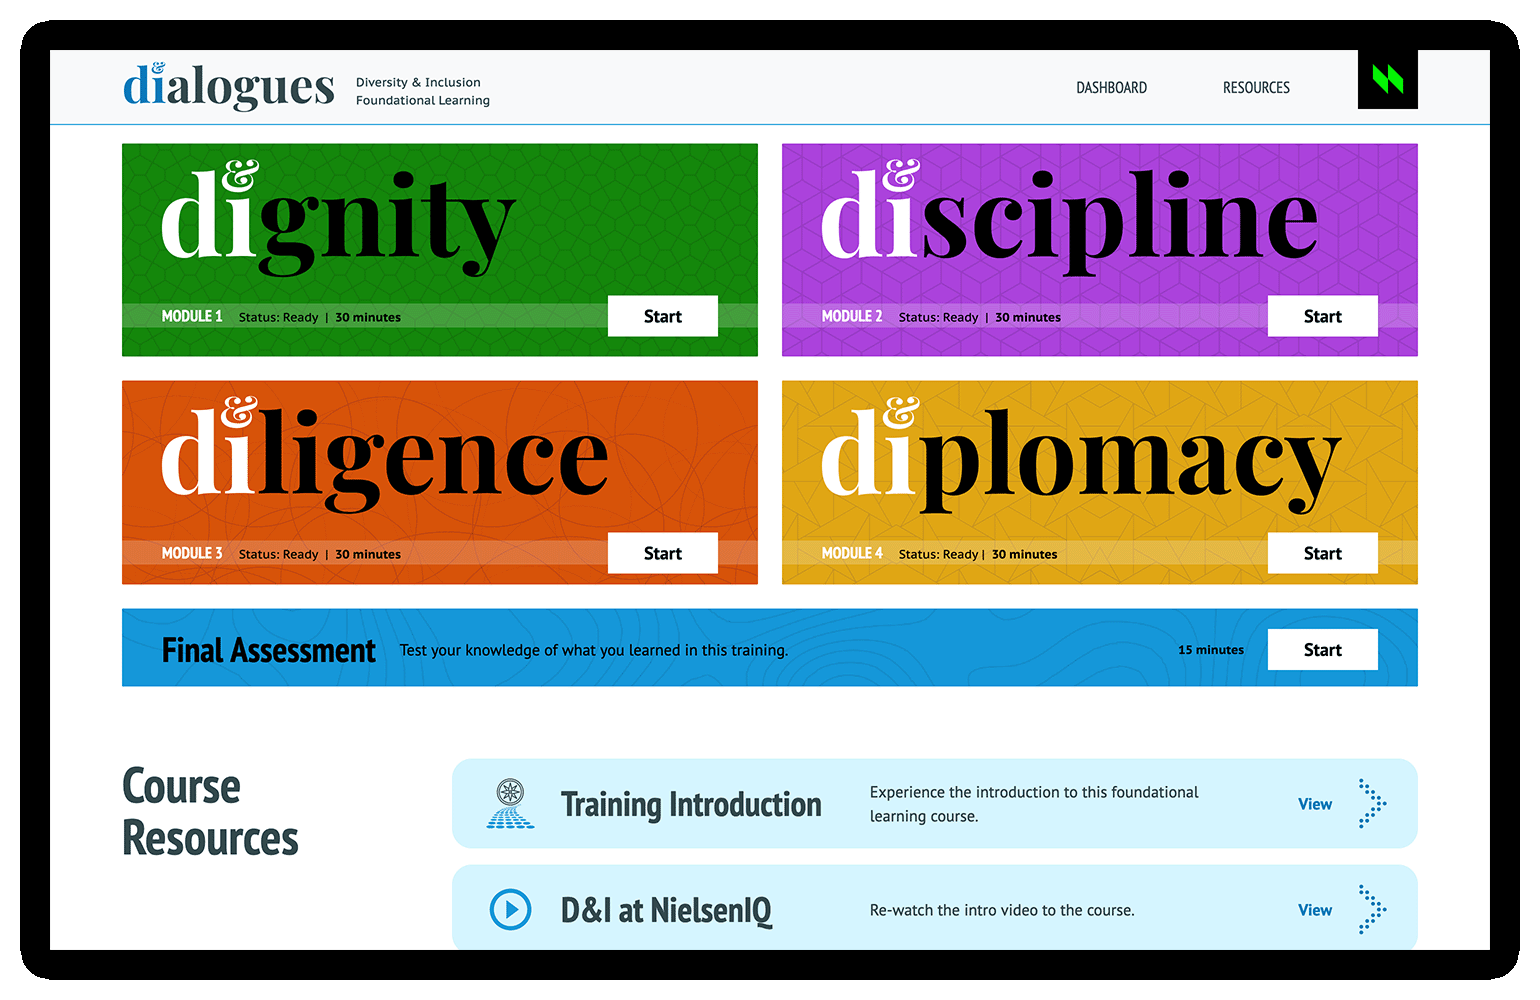 d&ialogues
Diversity & Inclusion
Foundational Learning
DASHBOARD
RESOURCES
d&ignity
MODULE 1 Status: Ready | 30 minutes
Start
d&iscipline
MODULE 2 Status: Ready | 30 minutes
Start
d&iligence
MODULE 3 Status: Ready | 30 minutes
Start
d&iplomacy
MODULE 4 Status: Ready | 30 minutes
Start
Final Assessment Test your knowledge of what you learned in this training. 15 minutes Start
Course
Resources
Training Introduction
Experience the introduction to this foundational
learning course.
View
D&I at NielsenIQ
Re-watch the intro video to the course.
View